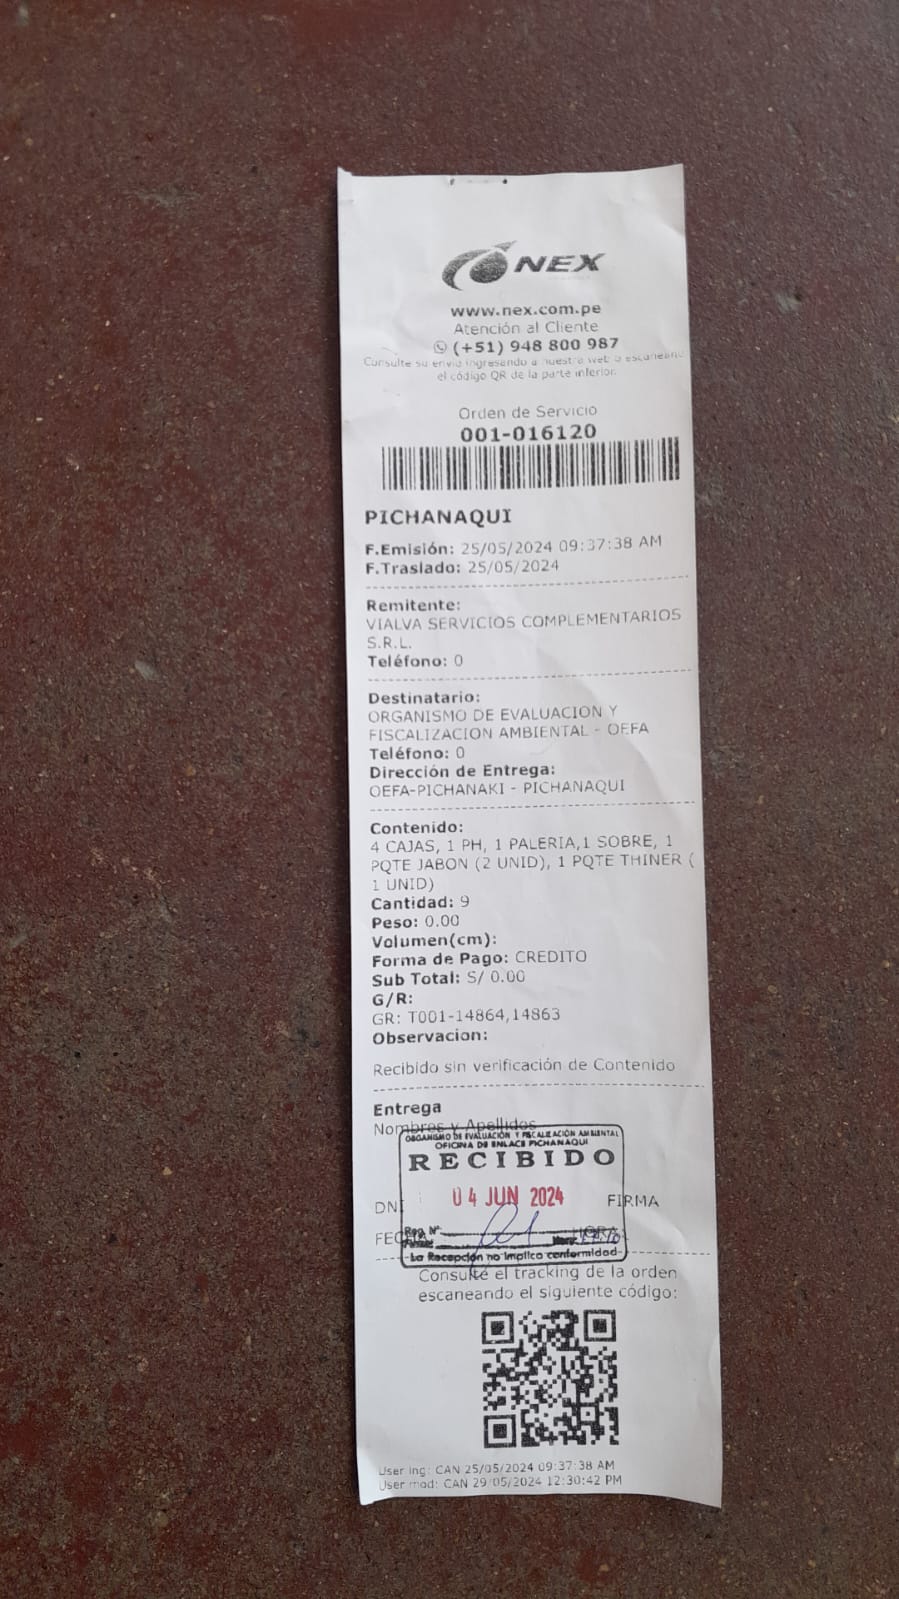 NEX
www.nex.com.pe
Atención al Cliente
(+51) 948 800 987
Consulte su envío ingresando a nuestra web o escaneando
el código QR de la parte inferior.
Orden de Servicio
001-016120
PICHANAQUI
F.Emisión: 25/05/2024 09:37:38 AM
F.Traslado: 25/05/2024
Remitente:
VIALVA SERVICIOS COMPLEMENTARIOS
S.R.L.
Teléfono: 0
Destinatario:
ORGANISMO DE EVALUACION Y
FISCALIZACION AMBIENTAL - OEFA
Teléfono: 0
Dirección de Entrega:
OEFA-PICHANAKI - PICHANAQUI
Contenido:
4 CAJAS, 1 PH, 1 PALERIA,1 SOBRE, 1
PQTE JABON (2 UNID), 1 PQTE THINER (
1 UNID)
Cantidad: 9
Peso: 0.00
Volumen(cm):
Forma de Pago: CREDITO
Sub Total: S/ 0.00
G/R:
GR: T001-14864,14863
Observacion:
Recibido sin verificación de Contenido
Entrega
Nombres y Apellidos
ORGANISMO DE EVALUACIÓN Y FISCALIZACIÓN AMBIENTAL
OFICINA DE ENLACE PICHANAQUI
RECIBIDO
04 JUN 2024
DNI
FIRMA
Reg. N°
FECHA
HORA
La Recepción no implica conformidad
Consulte el tracking de la orden
escaneando el siguiente código:
User ing: CAN 25/05/2024 09:37:38 AM
User mod: CAN 29/05/2024 12:30:42 PM